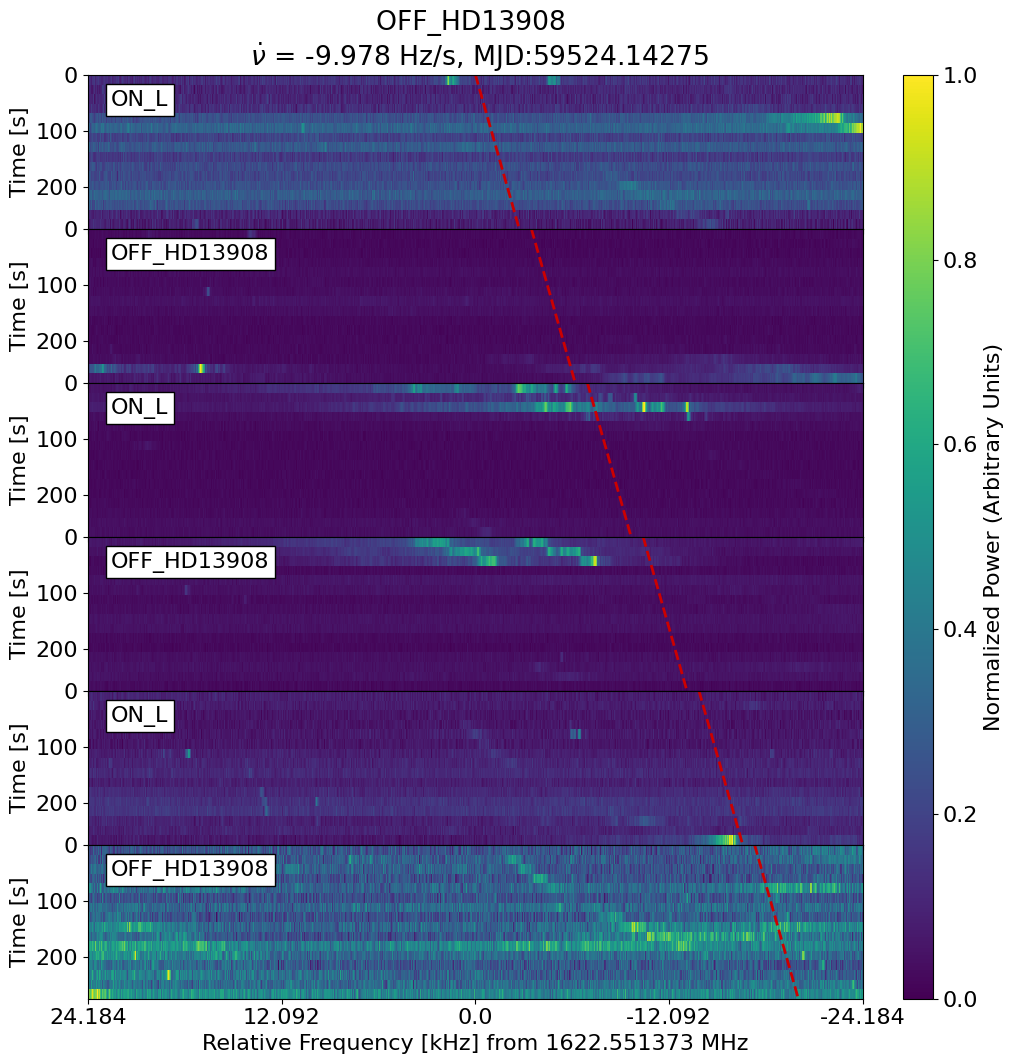 OFF_HD13908
ν̇ = -9.978 Hz/s, MJD:59524.14275
ON_L
OFF_HD13908
ON_L
OFF_HD13908
ON_L
OFF_HD13908
Time [s]
0
100
200
Time [s]
0
100
200
Time [s]
0
100
200
Time [s]
0
100
200
Time [s]
0
100
200
Time [s]
0
100
200
24.184
12.092
0.0
-12.092
-24.184
Relative Frequency [kHz] from 1622.551373 MHz
1.0
0.8
0.6
0.4
0.2
0.0
Normalized Power (Arbitrary Units)